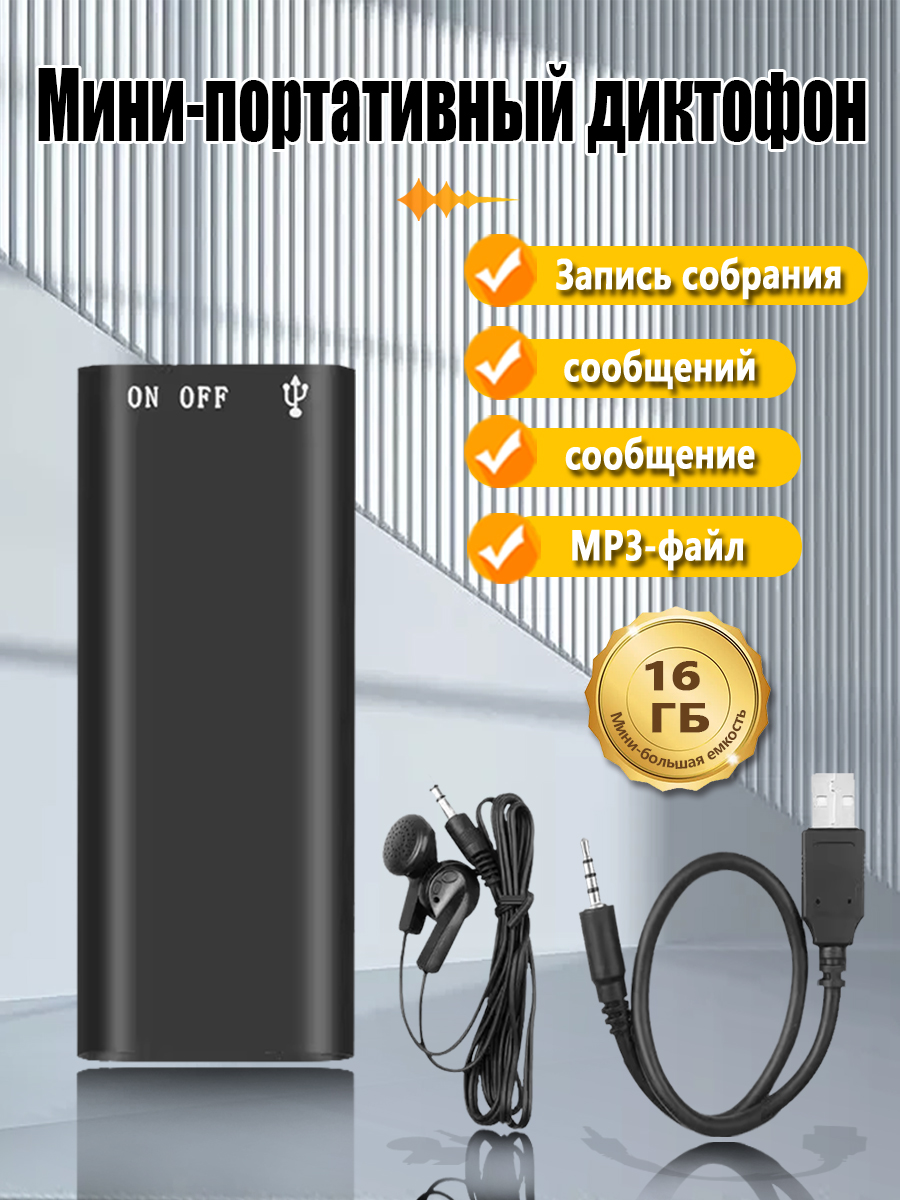 Мини-портативный диктофон
Запись собрания
сообщений
сообщение
MP3-файл
ON OFF
16
ГБ
Мини-большая емкость